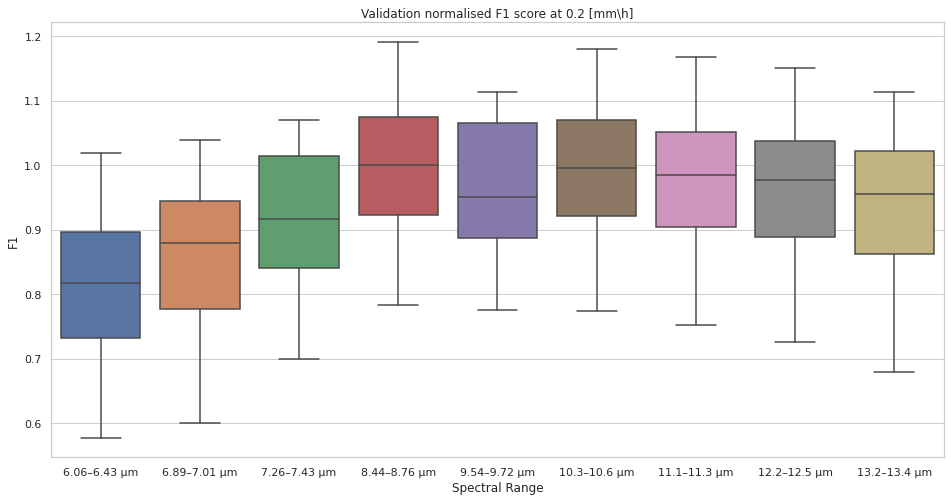 Validation normalised F1 score at 0.2 [mm\h]
1.2
1.1
1.0
0.9
0.8
0.7
0.6
F1
6.06–6.43 μm 6.89–7.01 μm 7.26–7.43 μm 8.44–8.76 μm 9.54–9.72 μm 10.3–10.6 μm 11.1–11.3 μm 12.2–12.5 μm 13.2–13.4 μm
Spectral Range